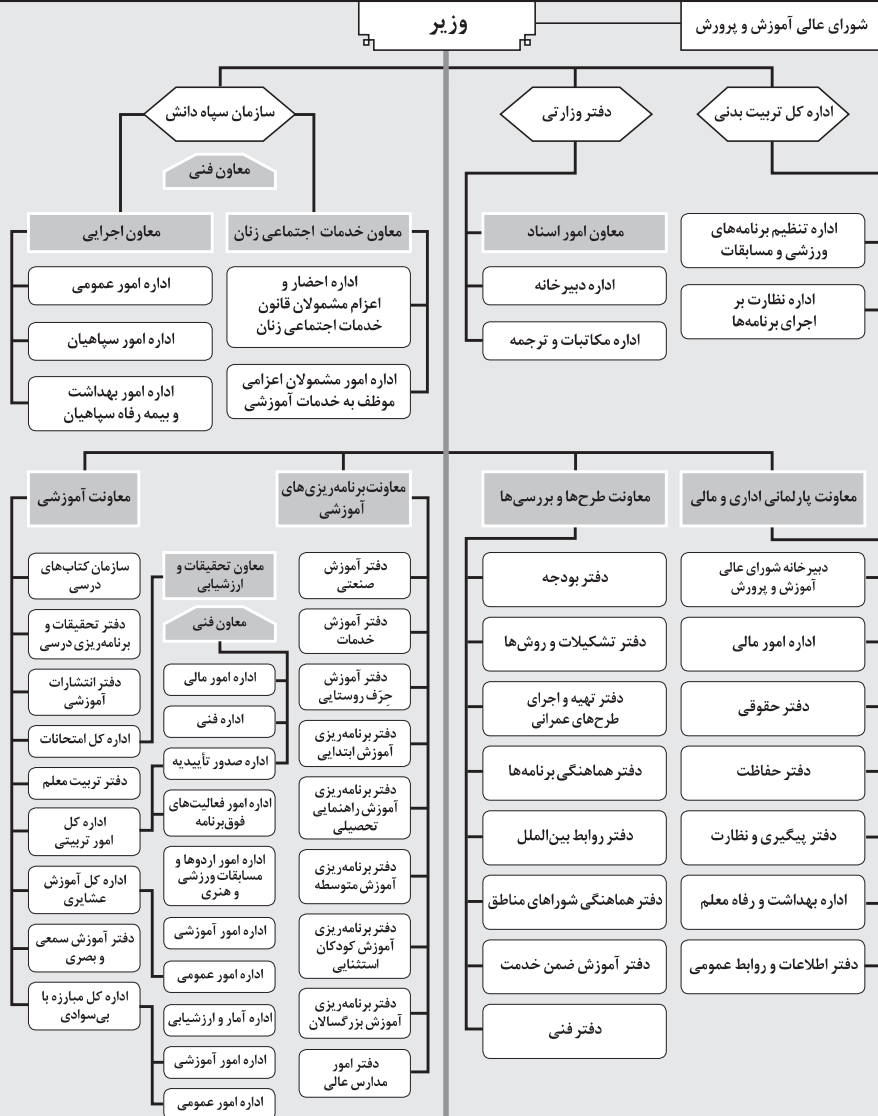 وزیر
شورای عالی آموزش و پرورش
اداره کل تربیت بدنی
دفتر وزارتی
سازمان سپاه دانش
معاون فنی
اداره تنظیم برنامه‌های
ورزشی و مسابقات
اداره نظارت بر
اجرای برنامه‌ها
معاون امور اسناد
اداره دبیرخانه
اداره مکاتبات و ترجمه
معاون خدمات اجتماعی زنان
اداره احضار و
اعزام مشمولان قانون
خدمات اجتماعی زنان
اداره امور مشمولان اعزامی
موظف به خدمات آموزشی
معاون اجرایی
اداره امور عمومی
اداره امور سپاهیان
اداره امور بهداشت
و بیمه رفاه سپاهیان
معاونت پارلمانی اداری و مالی
دبیرخانه شورای عالی
آموزش و پرورش
اداره امور مالی
دفتر حقوقی
دفتر حفاظت
دفتر پیگیری و نظارت
اداره بهداشت و رفاه معلم
دفتر اطلاعات و روابط عمومی
معاونت طرح‌ها و بررسی‌ها
دفتر بودجه
دفتر تشکیلات و روش‌ها
دفتر تهیه و اجرای
طرح‌های عمرانی
دفتر هماهنگی برنامه‌ها
دفتر روابط بین‌الملل
دفتر هماهنگی شوراهای مناطق
دفتر آموزش ضمن خدمت
دفتر فنی
معاونت برنامه‌ریزی‌های
آموزشی
دفتر آموزش
صنعتی
دفتر آموزش
خدمات
دفتر آموزش
حِرَف روستایی
دفتر برنامه‌ریزی
آموزش ابتدایی
دفتر برنامه‌ریزی
آموزش راهنمایی
تحصیلی
دفتر برنامه‌ریزی
آموزش متوسطه
دفتر برنامه‌ریزی
آموزش کودکان
استثنایی
دفتر برنامه‌ریزی
آموزش بزرگسالان
دفتر امور
مدارس عالی
معاون تحقیقات و
ارزشیابی
معاون فنی
اداره امور مالی
اداره فنی
اداره صدور تأییدیه
اداره امور فعالیت‌های
فوق‌برنامه
اداره امور اردوها و
مسابقات ورزشی
و هنری
اداره امور آموزشی
اداره امور عمومی
اداره آمار و ارزشیابی
اداره امور آموزشی
اداره امور عمومی
معاونت آموزشی
سازمان کتاب‌های
درسی
دفتر تحقیقات و
برنامه‌ریزی درسی
دفتر انتشارات
آموزشی
اداره کل امتحانات
دفتر تربیت معلم
اداره کل
امور تربیتی
اداره کل آموزش
عشایری
دفتر آموزش سمعی
و بصری
اداره کل مبارزه با
بی‌سوادی